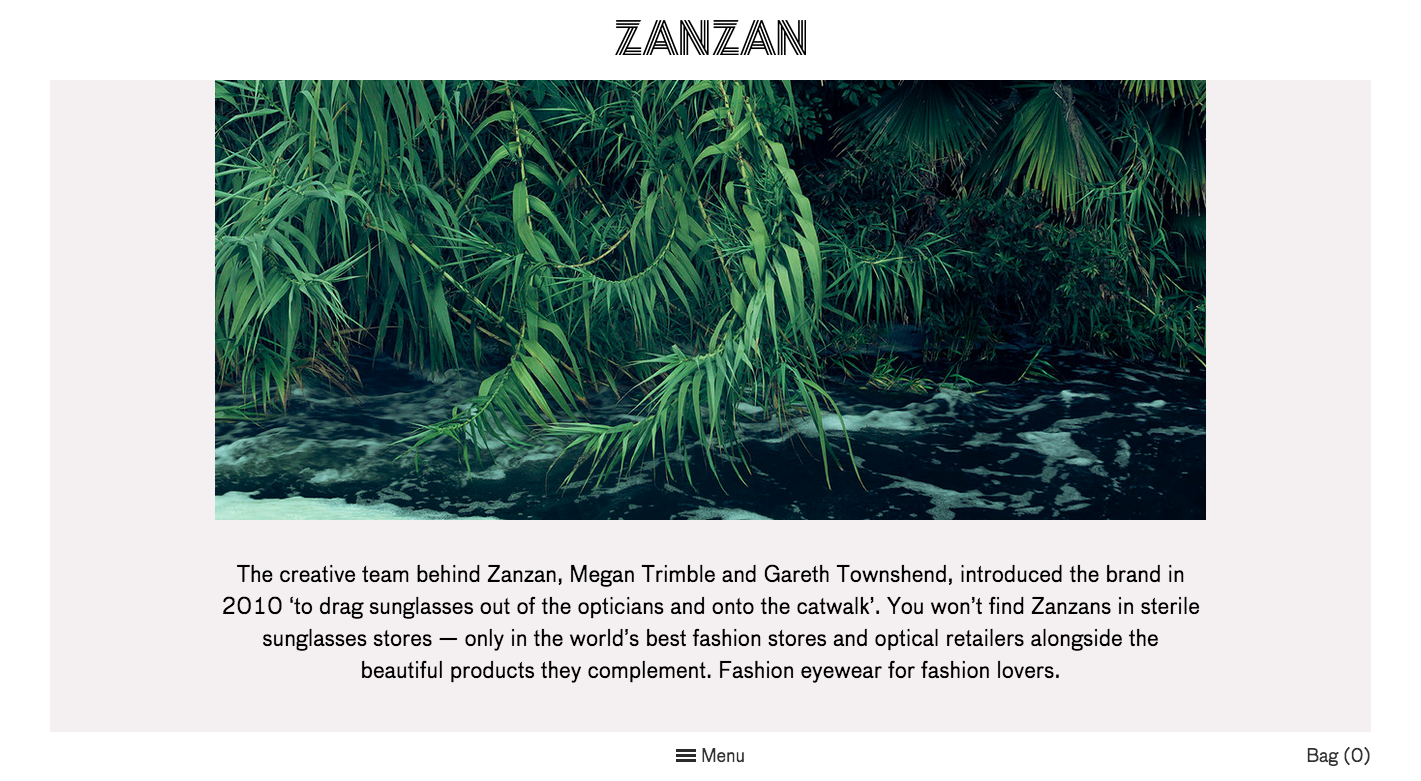 ZANZAN
The creative team behind Zanzan, Megan Trimble and Gareth Townshend, introduced the brand in
2010 ‘to drag sunglasses out of the opticians and onto the catwalk’. You won’t find Zanzans in sterile
sunglasses stores — only in the world’s best fashion stores and optical retailers alongside the
beautiful products they complement. Fashion eyewear for fashion lovers.
Menu
Bag (0)